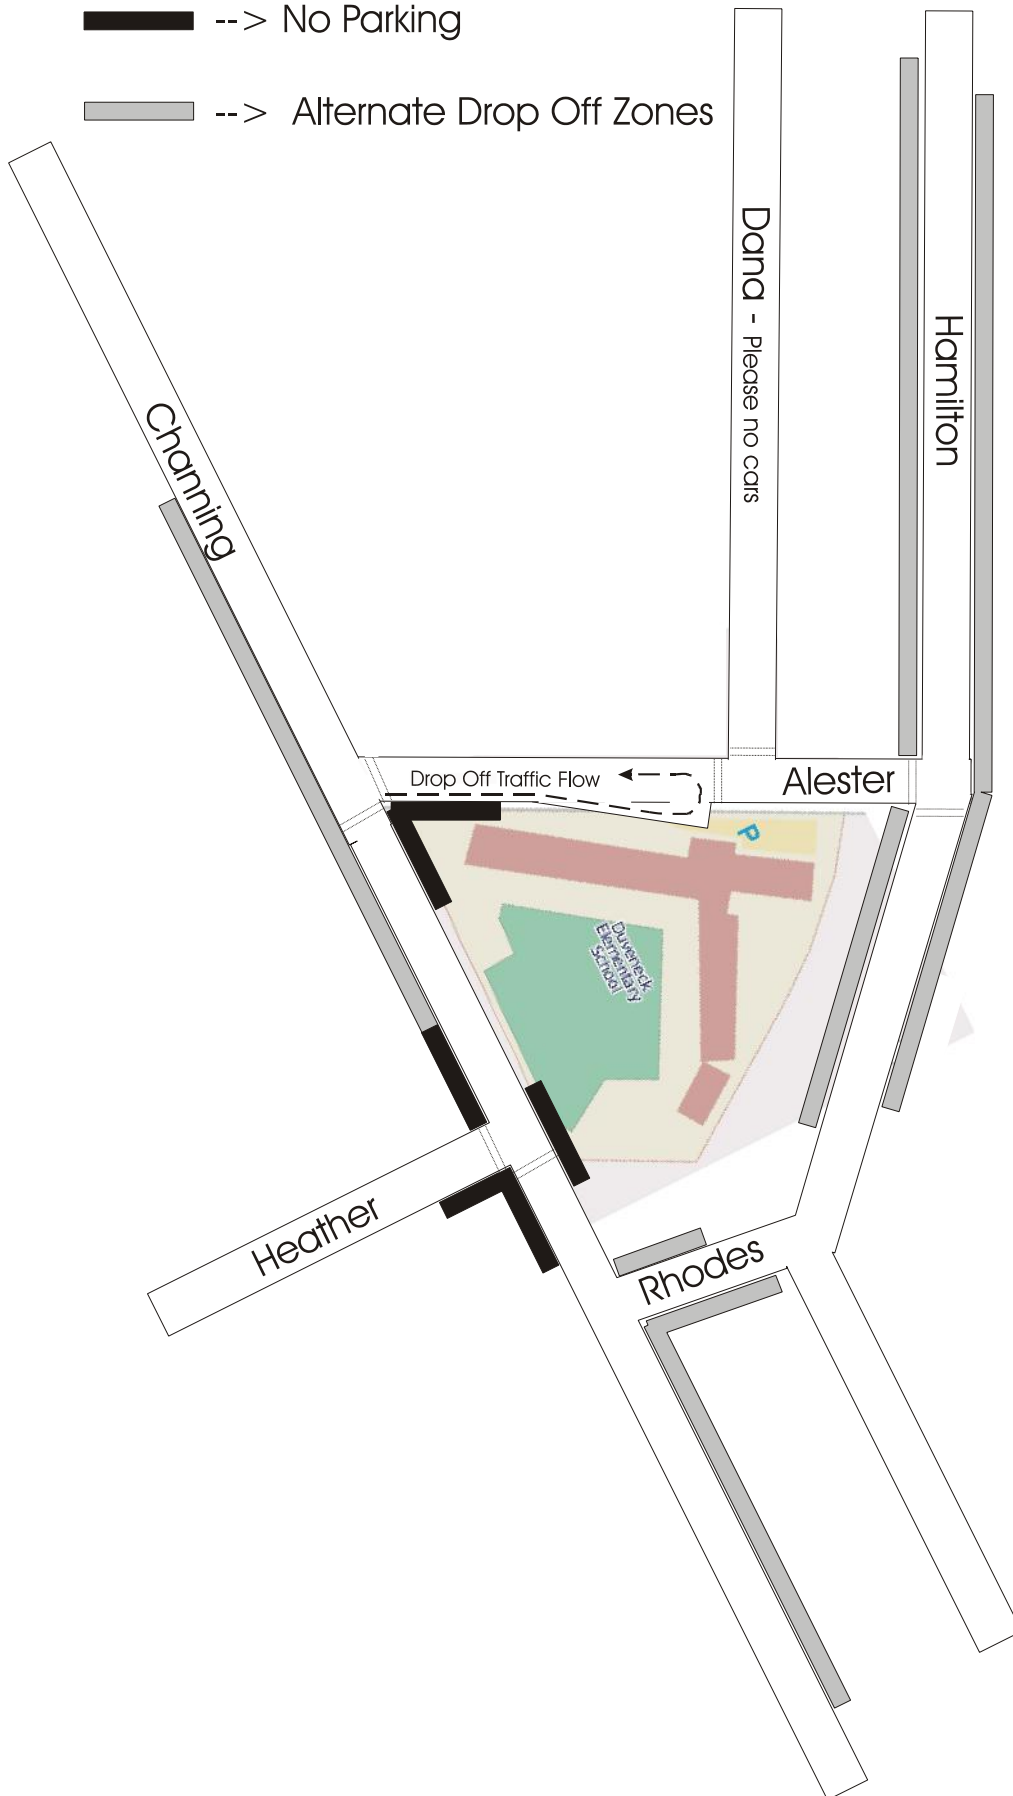 --> No Parking
--> Alternate Drop Off Zones
Dana - Please no cars
Hamilton
Channing
Drop Off Traffic Flow
Alester
P
Duveneck
Elementary
School
Heather
Rhodes